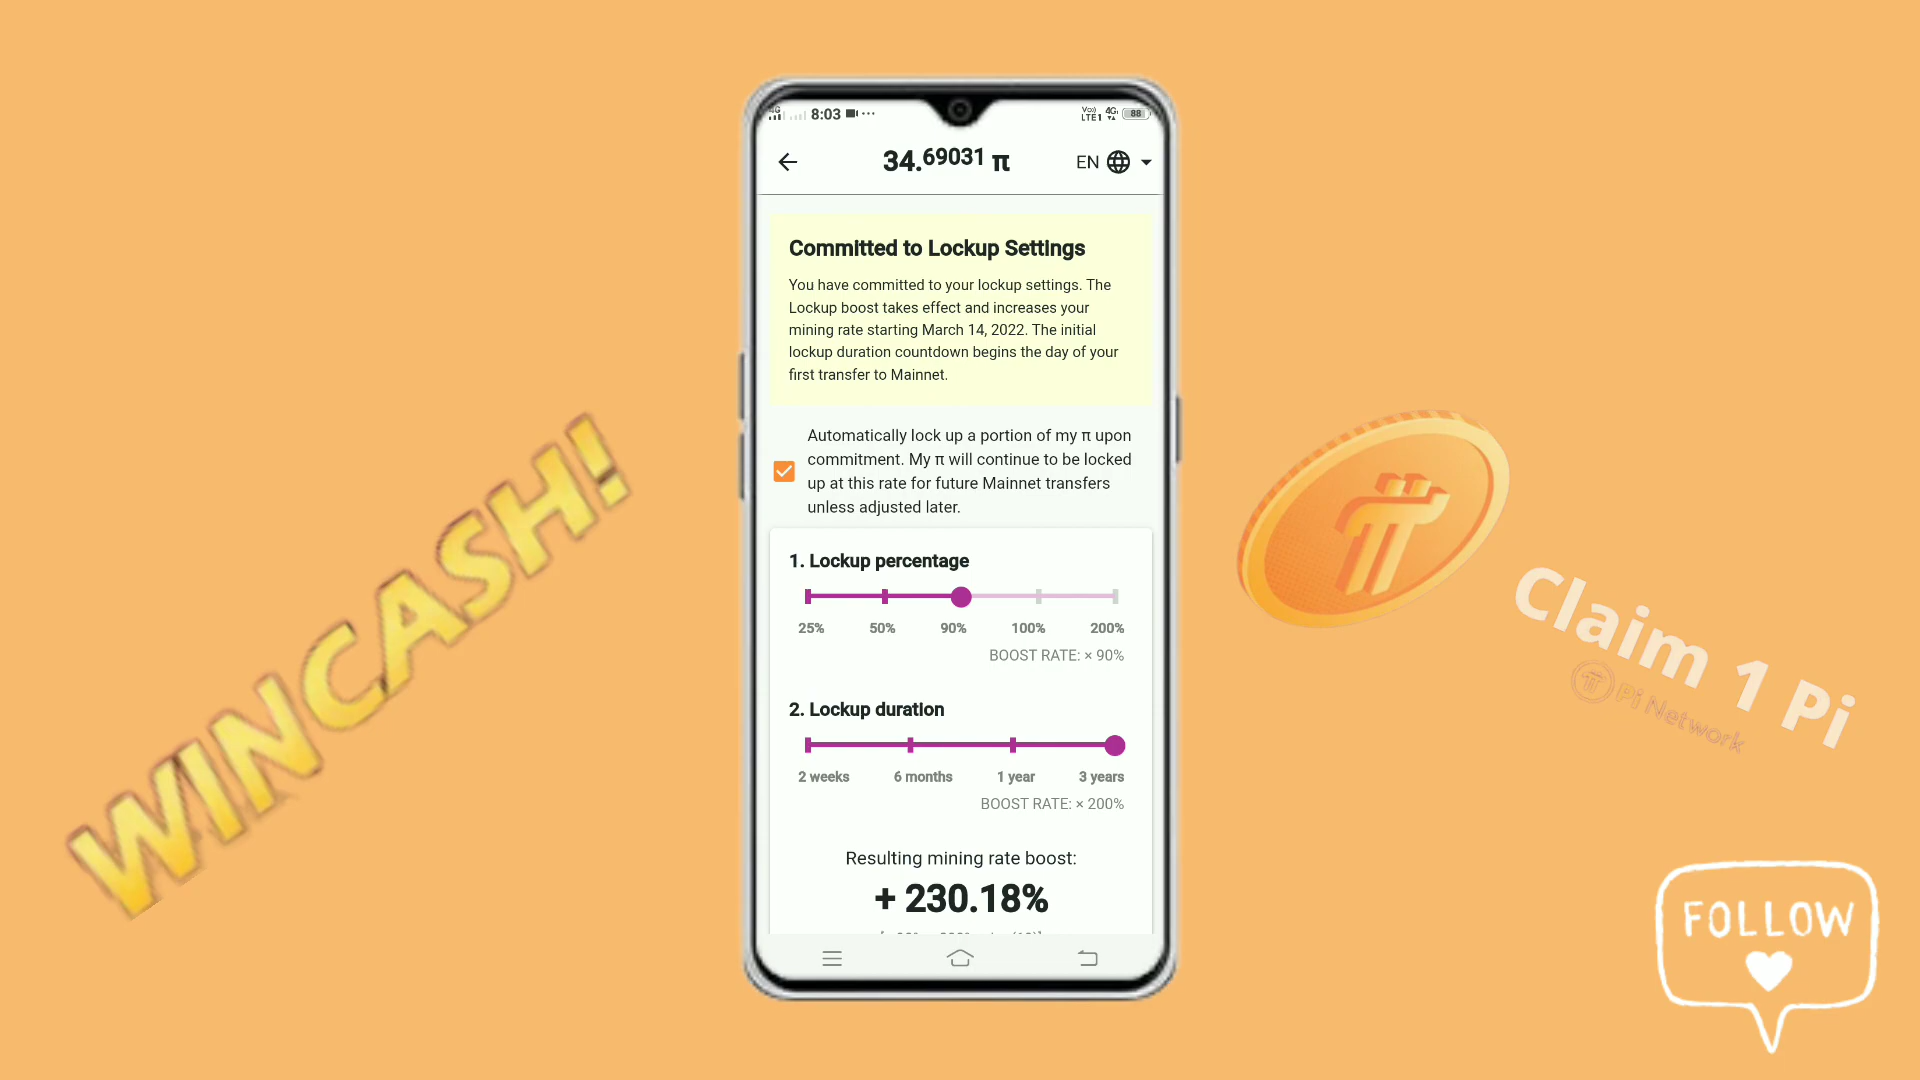 8:03
4G
LTE1
88
34.69031 π
EN
Committed to Lockup Settings
You have committed to your lockup settings. The
Lockup boost takes effect and increases your
mining rate starting March 14, 2022. The initial
lockup duration countdown begins the day of your
first transfer to Mainnet.
Automatically lock up a portion of my π upon
commitment. My π will continue to be locked
up at this rate for future Mainnet transfers
unless adjusted later.
1. Lockup percentage
25% 50% 90% 100% 200%
BOOST RATE: × 90%
2. Lockup duration
2 weeks 6 months 1 year 3 years
BOOST RATE: × 200%
Resulting mining rate boost:
+ 230.18%
WINCASH!
Claim 1 Pi
Pi Network
FOLLOW